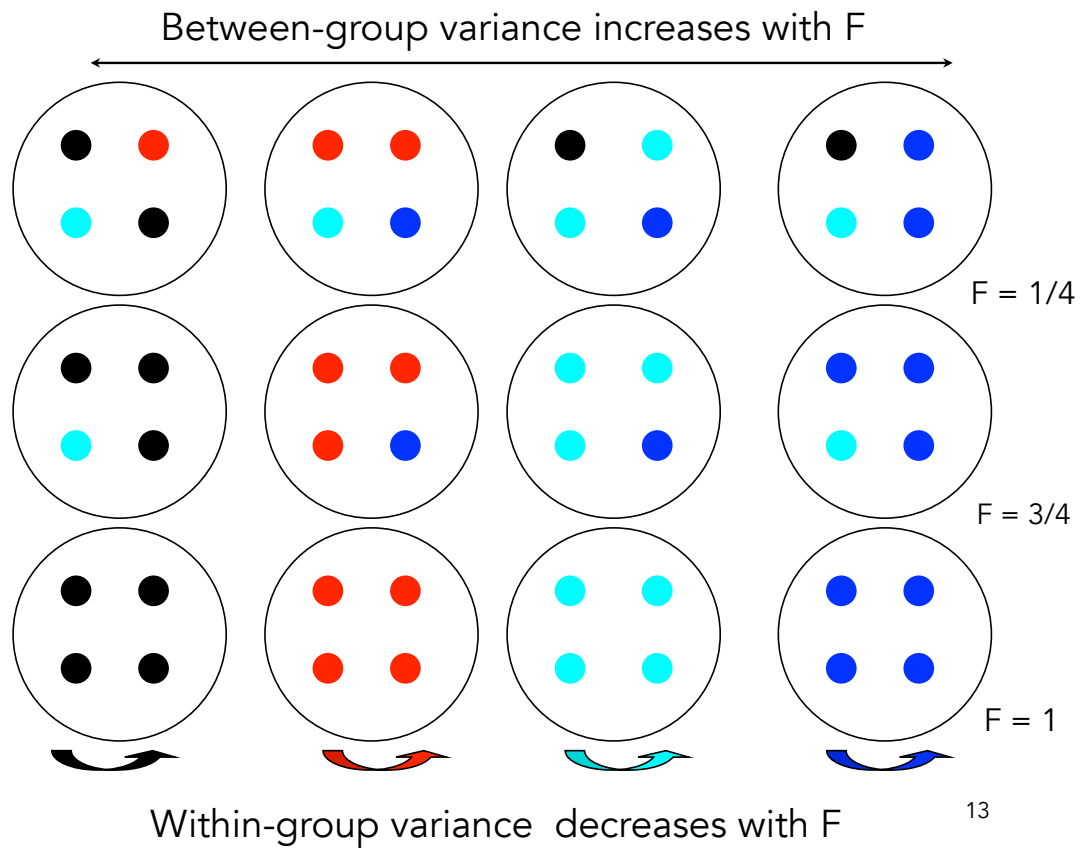 Between-group variance increases with F
F = 1/4
F = 3/4
F = 1
Within-group variance decreases with F
13